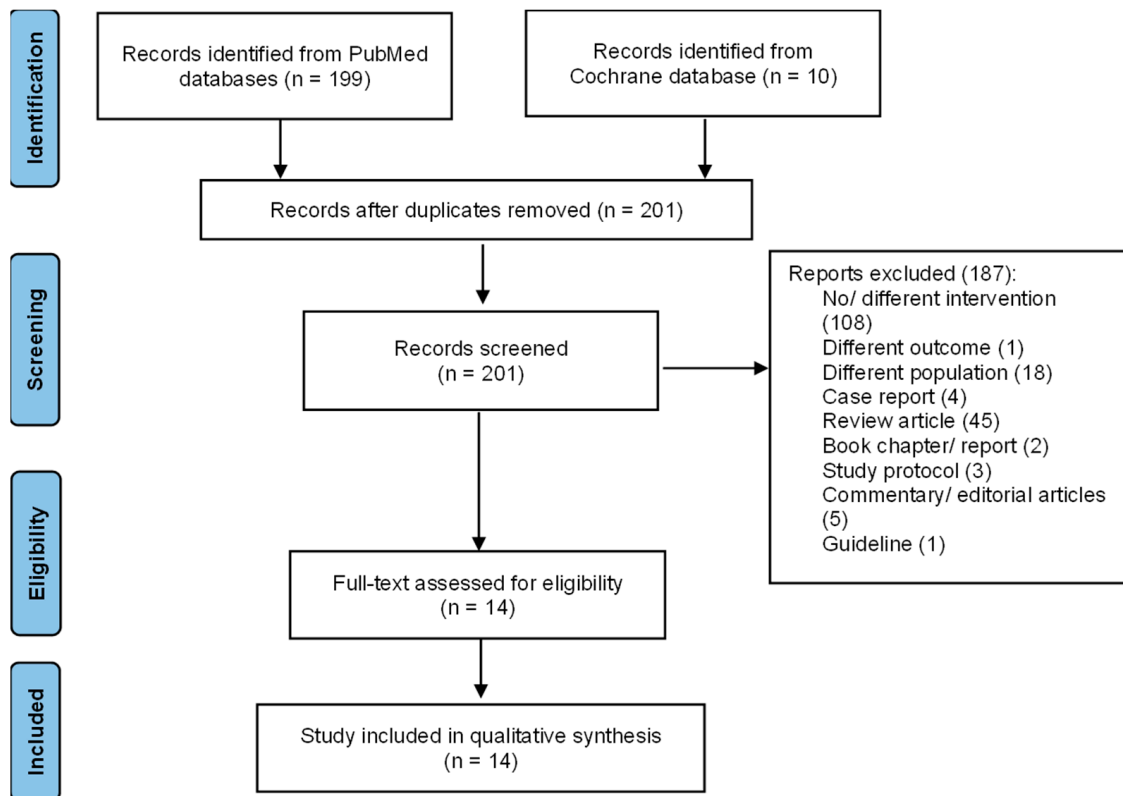 Identification
Records identified from PubMed
databases (n = 199)
Records identified from
Cochrane database (n = 10)
Records after duplicates removed (n = 201)
Screening
Records screened
(n = 201)
Reports excluded (187):
No/ different intervention
(108)
Different outcome (1)
Different population (18)
Case report (4)
Review article (45)
Book chapter/ report (2)
Study protocol (3)
Commentary/ editorial articles
(5)
Guideline (1)
Eligibility
Full-text assessed for eligibility
(n = 14)
Included
Study included in qualitative synthesis
(n = 14)